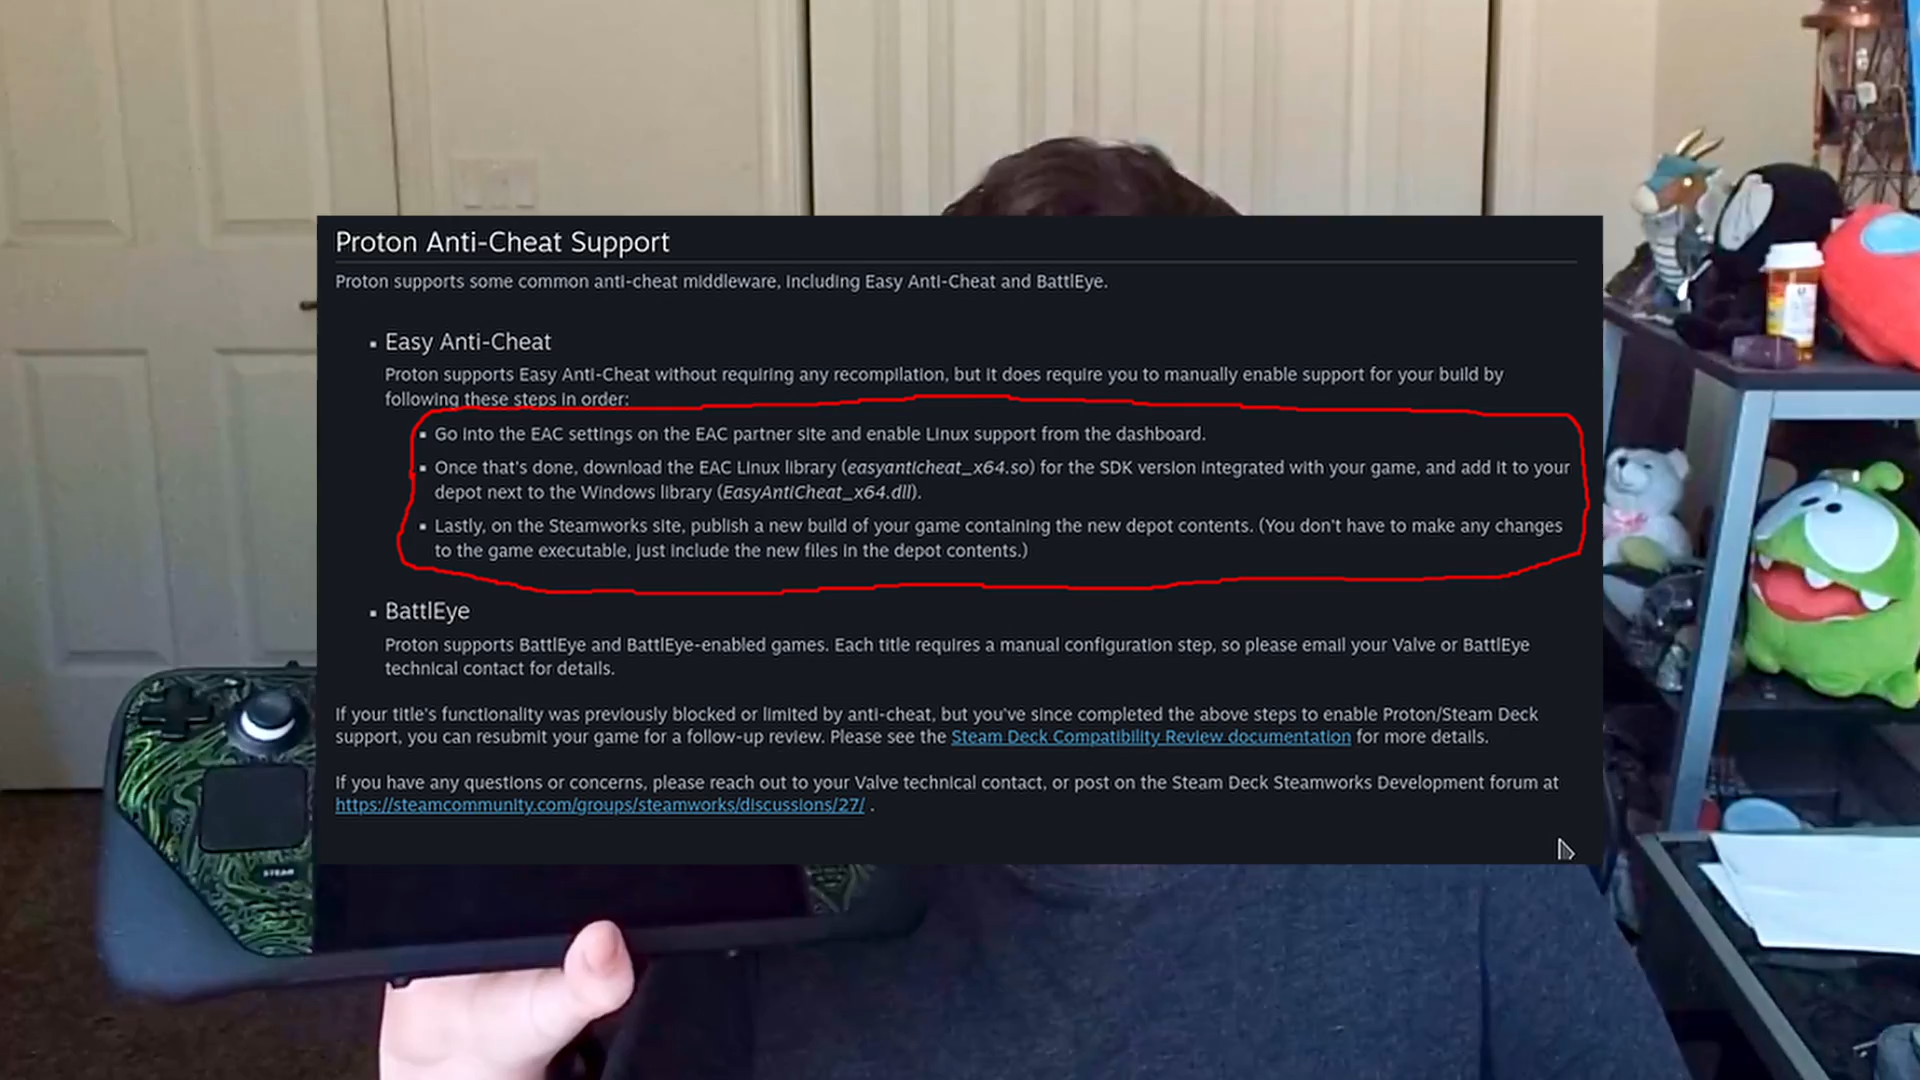 Proton Anti-Cheat Support
Proton supports some common anti-cheat middleware, including Easy Anti-Cheat and BattlEye.
▪ Easy Anti-Cheat
Proton supports Easy Anti-Cheat without requiring any recompilation, but it does require you to manually enable support for your build by
following these steps in order:
▪ Go into the EAC settings on the EAC partner site and enable Linux support from the dashboard.
▪ Once that's done, download the EAC Linux library (easyanticheat_x64.so) for the SDK version integrated with your game, and add it to your
depot next to the Windows library (EasyAntiCheat_x64.dll).
▪ Lastly, on the Steamworks site, publish a new build of your game containing the new depot contents. (You don't have to make any changes
to the game executable, just include the new files in the depot contents.)
▪ BattlEye
Proton supports BattlEye and BattlEye-enabled games. Each title requires a manual configuration step, so please email your Valve or BattlEye
technical contact for details.
If your title's functionality was previously blocked or limited by anti-cheat, but you've since completed the above steps to enable Proton/Steam Deck
support, you can resubmit your game for a follow-up review. Please see the Steam Deck Compatibility Review documentation for more details.
If you have any questions or concerns, please reach out to your Valve technical contact, or post on the Steam Deck Steamworks Development forum at
https://steamcommunity.com/groups/steamworks/discussions/27/ .
STEAM